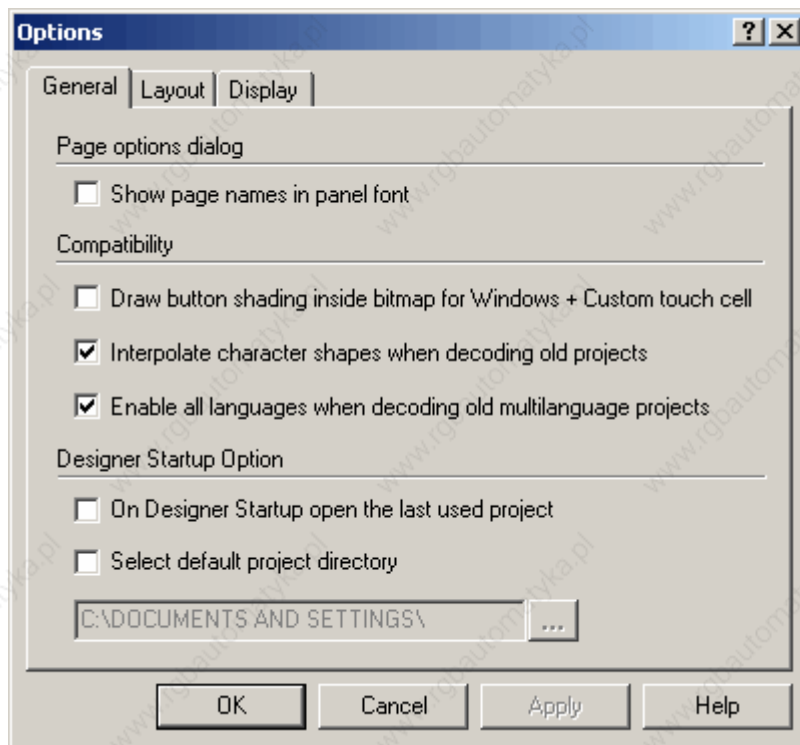 Options
General
Layout
Display
Page options dialog
Show page names in panel font
Compatibility
Draw button shading inside bitmap for Windows + Custom touch cell
Interpolate character shapes when decoding old projects
Enable all languages when decoding old multilanguage projects
Designer Startup Option
On Designer Startup open the last used project
Select default project directory
C:\DOCUMENTS AND SETTINGS\
...
OK
Cancel
Apply
Help
www.rgbautomatyka.pl